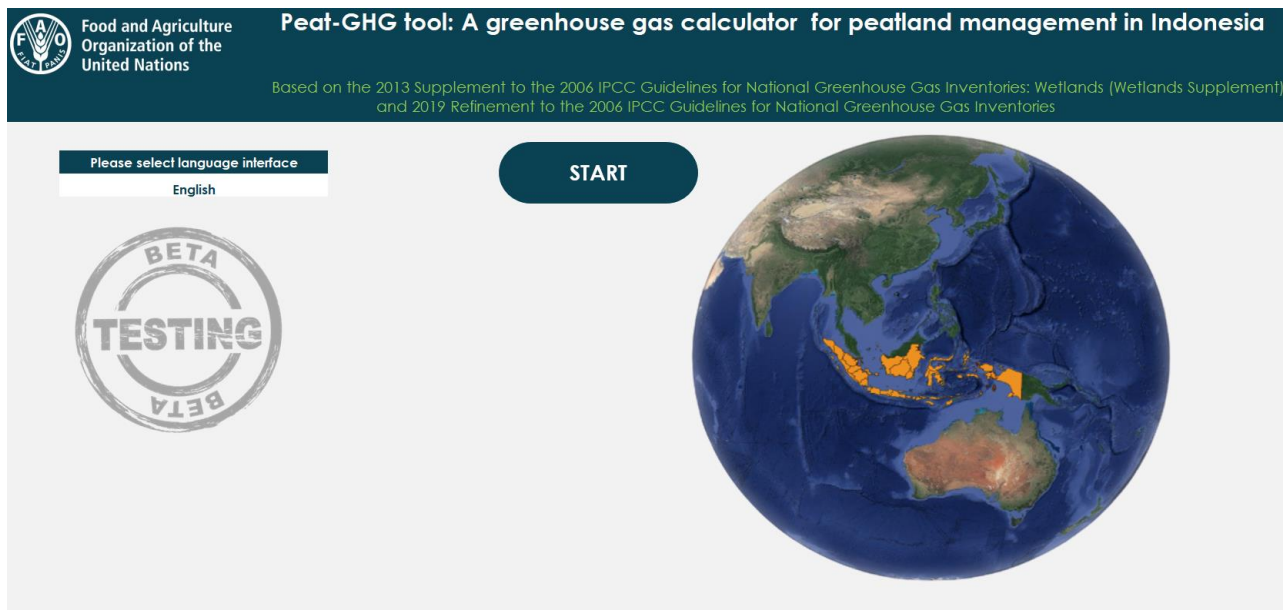 Food and Agriculture
Organization of the
United Nations
Peat-GHG tool: A greenhouse gas calculator for peatland management in Indonesia
Based on the 2013 Supplement to the 2006 IPCC Guidelines for National Greenhouse Gas Inventories: Wetlands (Wetlands Supplement)
and 2019 Refinement to the 2006 IPCC Guidelines for National Greenhouse Gas Inventories
Please select language interface
English
START
BETA
TESTING
BETA
F A O
FIAT PANIS